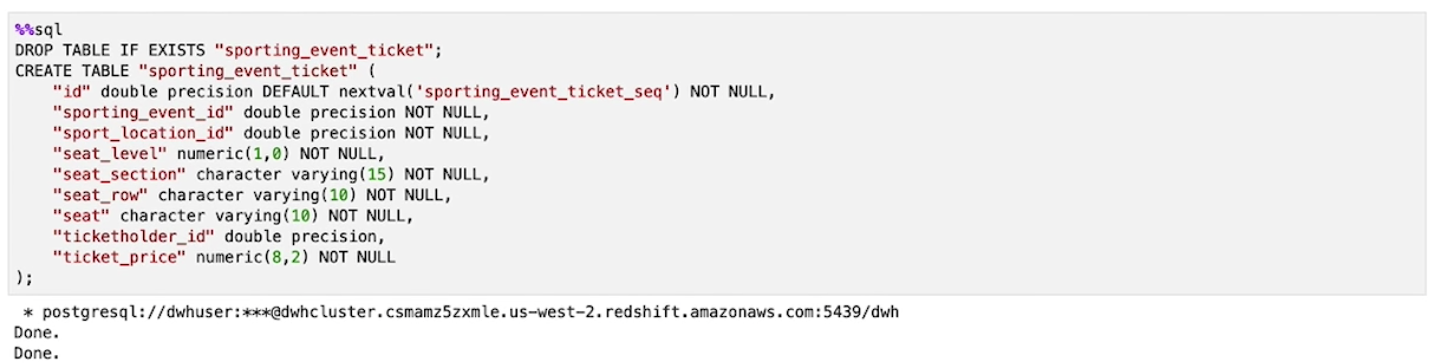 %%sql
DROP TABLE IF EXISTS "sporting_event_ticket";
CREATE TABLE "sporting_event_ticket" (
    "id" double precision DEFAULT nextval('sporting_event_ticket_seq') NOT NULL,
    "sporting_event_id" double precision NOT NULL,
    "sport_location_id" double precision NOT NULL,
    "seat_level" numeric(1,0) NOT NULL,
    "seat_section" character varying(15) NOT NULL,
    "seat_row" character varying(10) NOT NULL,
    "seat" character varying(10) NOT NULL,
    "ticketholder_id" double precision,
    "ticket_price" numeric(8,2) NOT NULL
);
 * postgresql://dwhuser:***@dwhcluster.csmamz5zxmle.us-west-2.redshift.amazonaws.com:5439/dwh
Done.
Done.